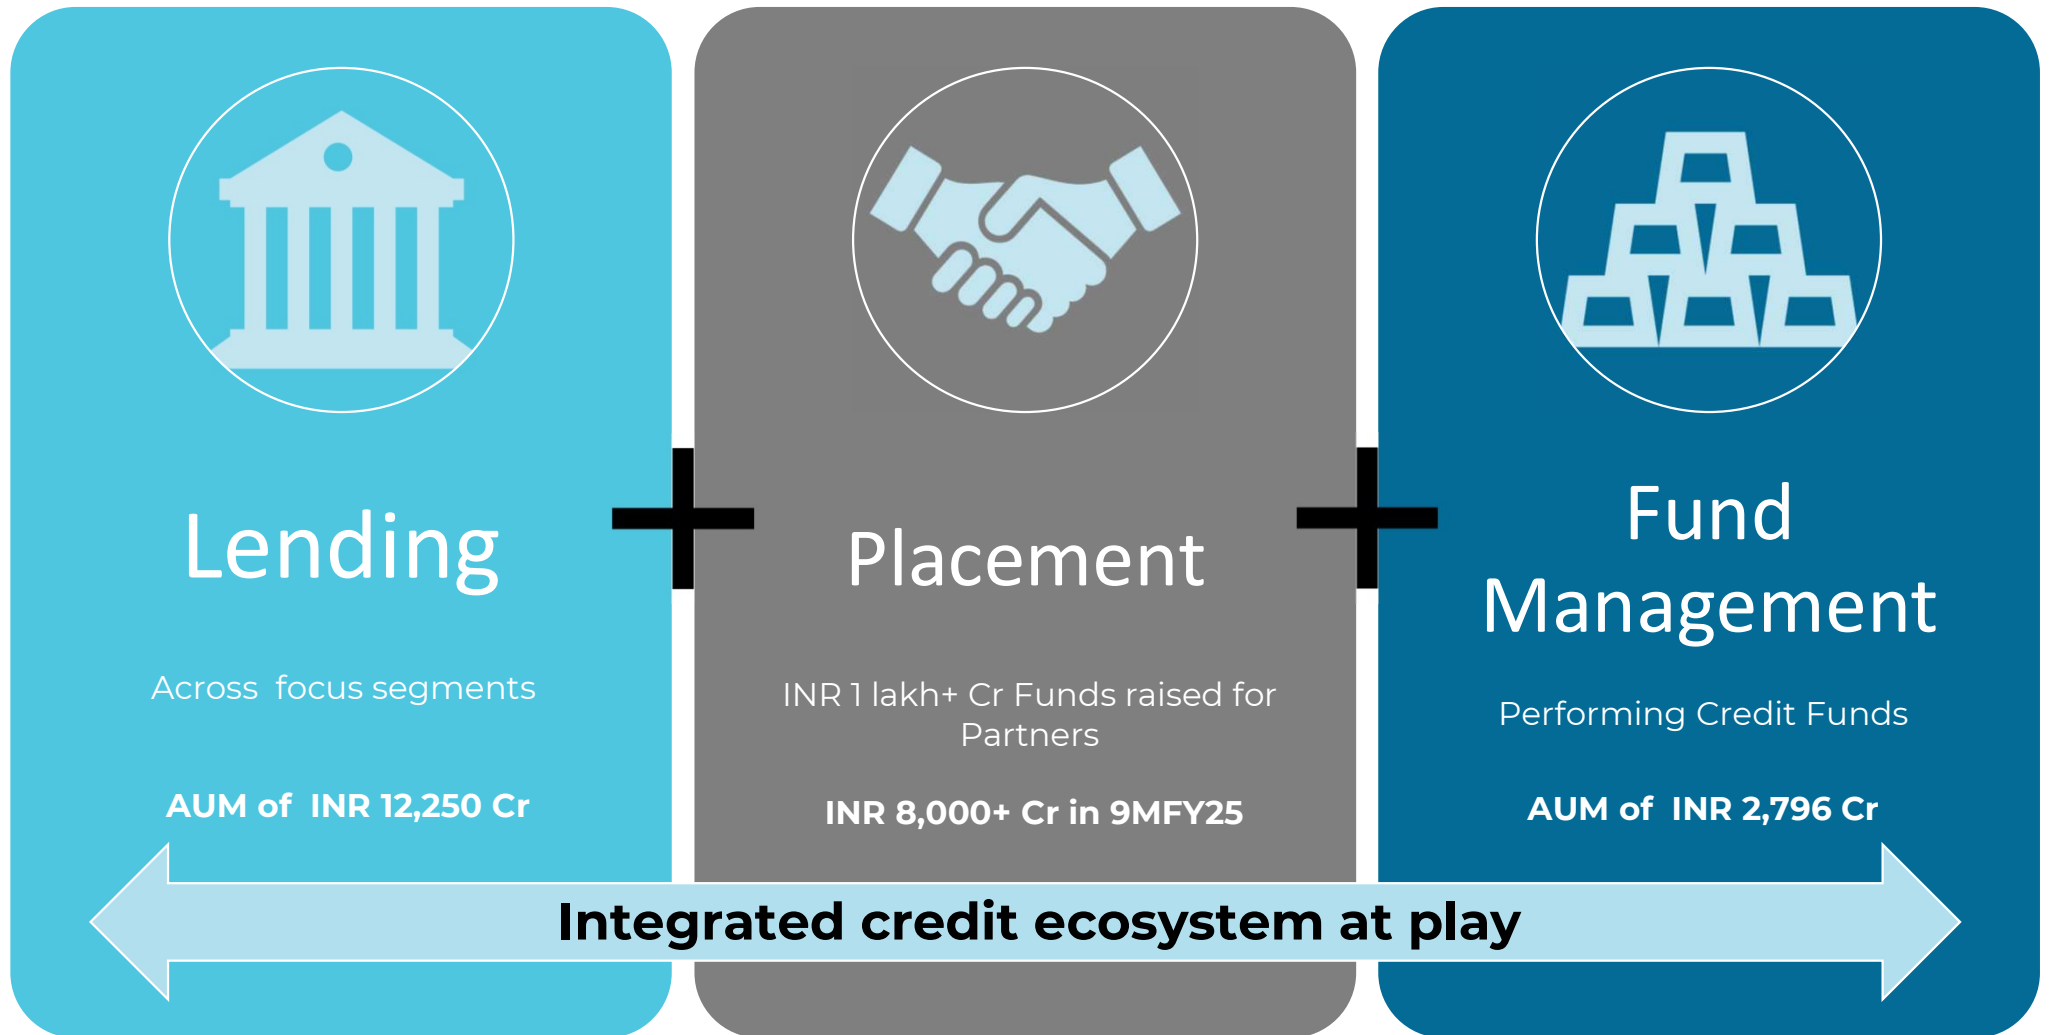 Lending
Across focus segments
AUM of INR 12,250 Cr
Placement
INR 1 lakh+ Cr Funds raised for
Partners
INR 8,000+ Cr in 9MFY25
Fund
Management
Performing Credit Funds
AUM of INR 2,796 Cr
Integrated credit ecosystem at play